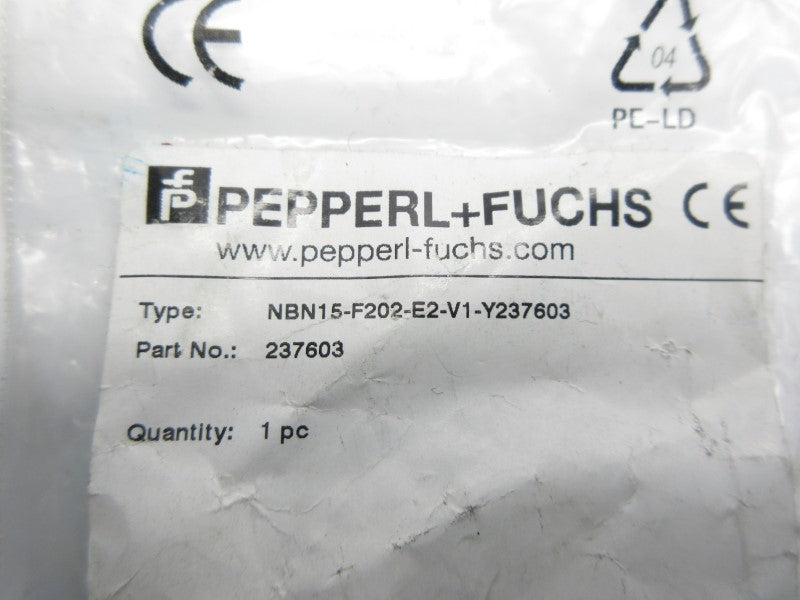 CE
04
PE-LD
PEPPERL+FUCHS CE
www.pepperl-fuchs.com
Type: NBN15-F202-E2-V1-Y237603
Part No.: 237603
Quantity: 1 pc